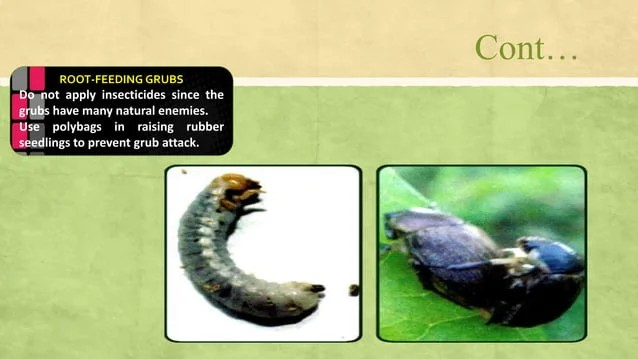 Cont…
ROOT-FEEDING GRUBS
Do not apply insecticides since the
grubs have many natural enemies.
Use polybags in raising rubber
seedlings to prevent grub attack.